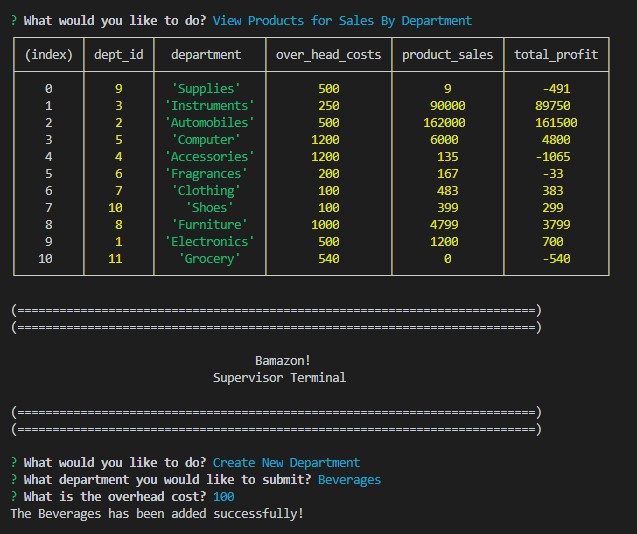 ? What would you like to do? View Products for Sales By Department
(index) dept_id department over_head_costs product_sales total_profit
0 9 'Supplies' 500 9 -491
1 3 'Instruments' 250 90000 89750
2 2 'Automobiles' 500 162000 161500
3 5 'Computer' 1200 6000 4800
4 4 'Accessories' 1200 135 -1065
5 6 'Fragrances' 200 167 -33
6 7 'Clothing' 100 483 383
7 10 'Shoes' 100 399 299
8 8 'Furniture' 1000 4799 3799
9 1 'Electronics' 500 1200 700
10 11 'Grocery' 540 0 -540
(==========================================================================)
(==========================================================================)
Bamazon!
Supervisor Terminal
(==========================================================================)
(==========================================================================)
? What would you like to do? Create New Department
? What department you would like to submit? Beverages
? What is the overhead cost? 100
The Beverages has been added successfully!